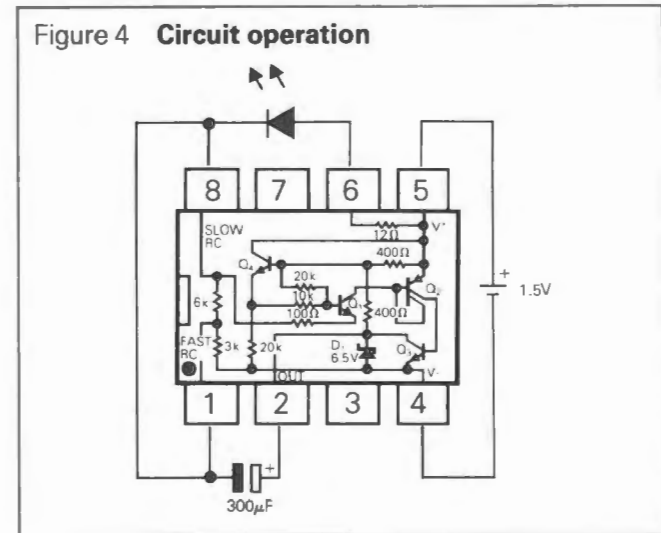 Figure 4 Circuit operation
8 7 6 5
SLOW
RC
V+
12Ω
400Ω
Q4
20k
10k
Q1
Q2
100Ω
400Ω
6k
+
1.5V
FAST
RC
3k
20k
D1
6.5V
Q3
OUT
V-
1 2 3 4
+
300μF